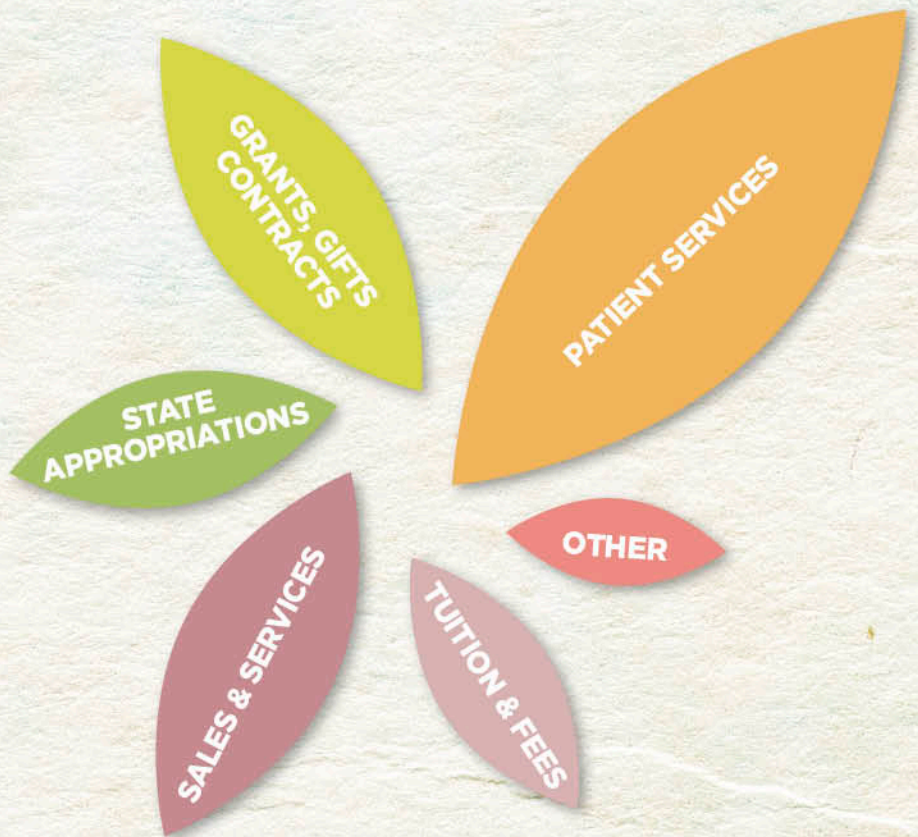 GRANTS, GIFTS
CONTRACTS
PATIENT SERVICES
STATE
APPROPRIATIONS
OTHER
SALES & SERVICES
TUITION & FEES